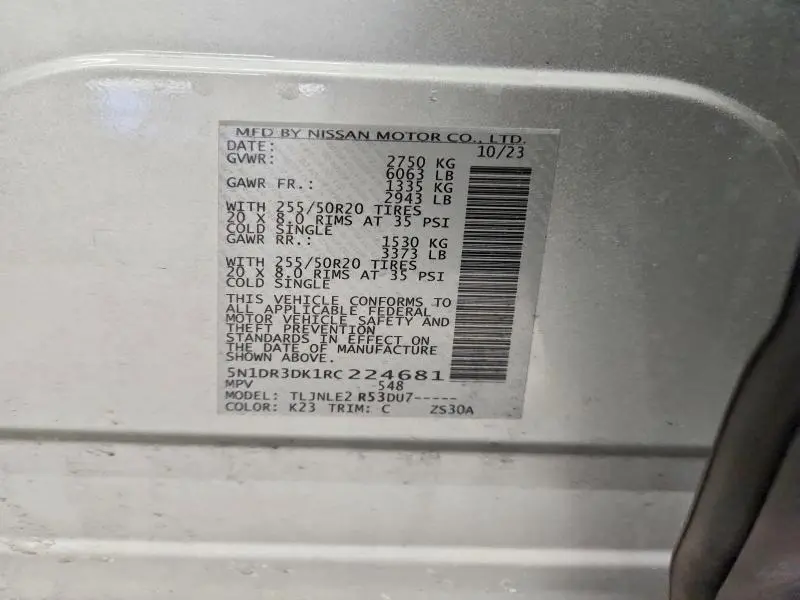 MFD BY NISSAN MOTOR CO., LTD.
DATE: 10/23
GVWR: 2750 KG
6063 LB
GAWR FR.: 1335 KG
2943 LB
WITH 255/50R20 TIRES
20 X 8.0 RIMS AT 35 PSI
COLD SINGLE
GAWR RR.: 1530 KG
3373 LB
WITH 255/50R20 TIRES
20 X 8.0 RIMS AT 35 PSI
COLD SINGLE
THIS VEHICLE CONFORMS TO
ALL APPLICABLE FEDERAL
MOTOR VEHICLE SAFETY AND
THEFT PREVENTION
STANDARDS IN EFFECT ON
THE DATE OF MANUFACTURE
SHOWN ABOVE.
5N1DR3DK1RC 224681
MPV -548
MODEL: TLJNLE2 R53DU7-----
COLOR: K23 TRIM: C ZS30A